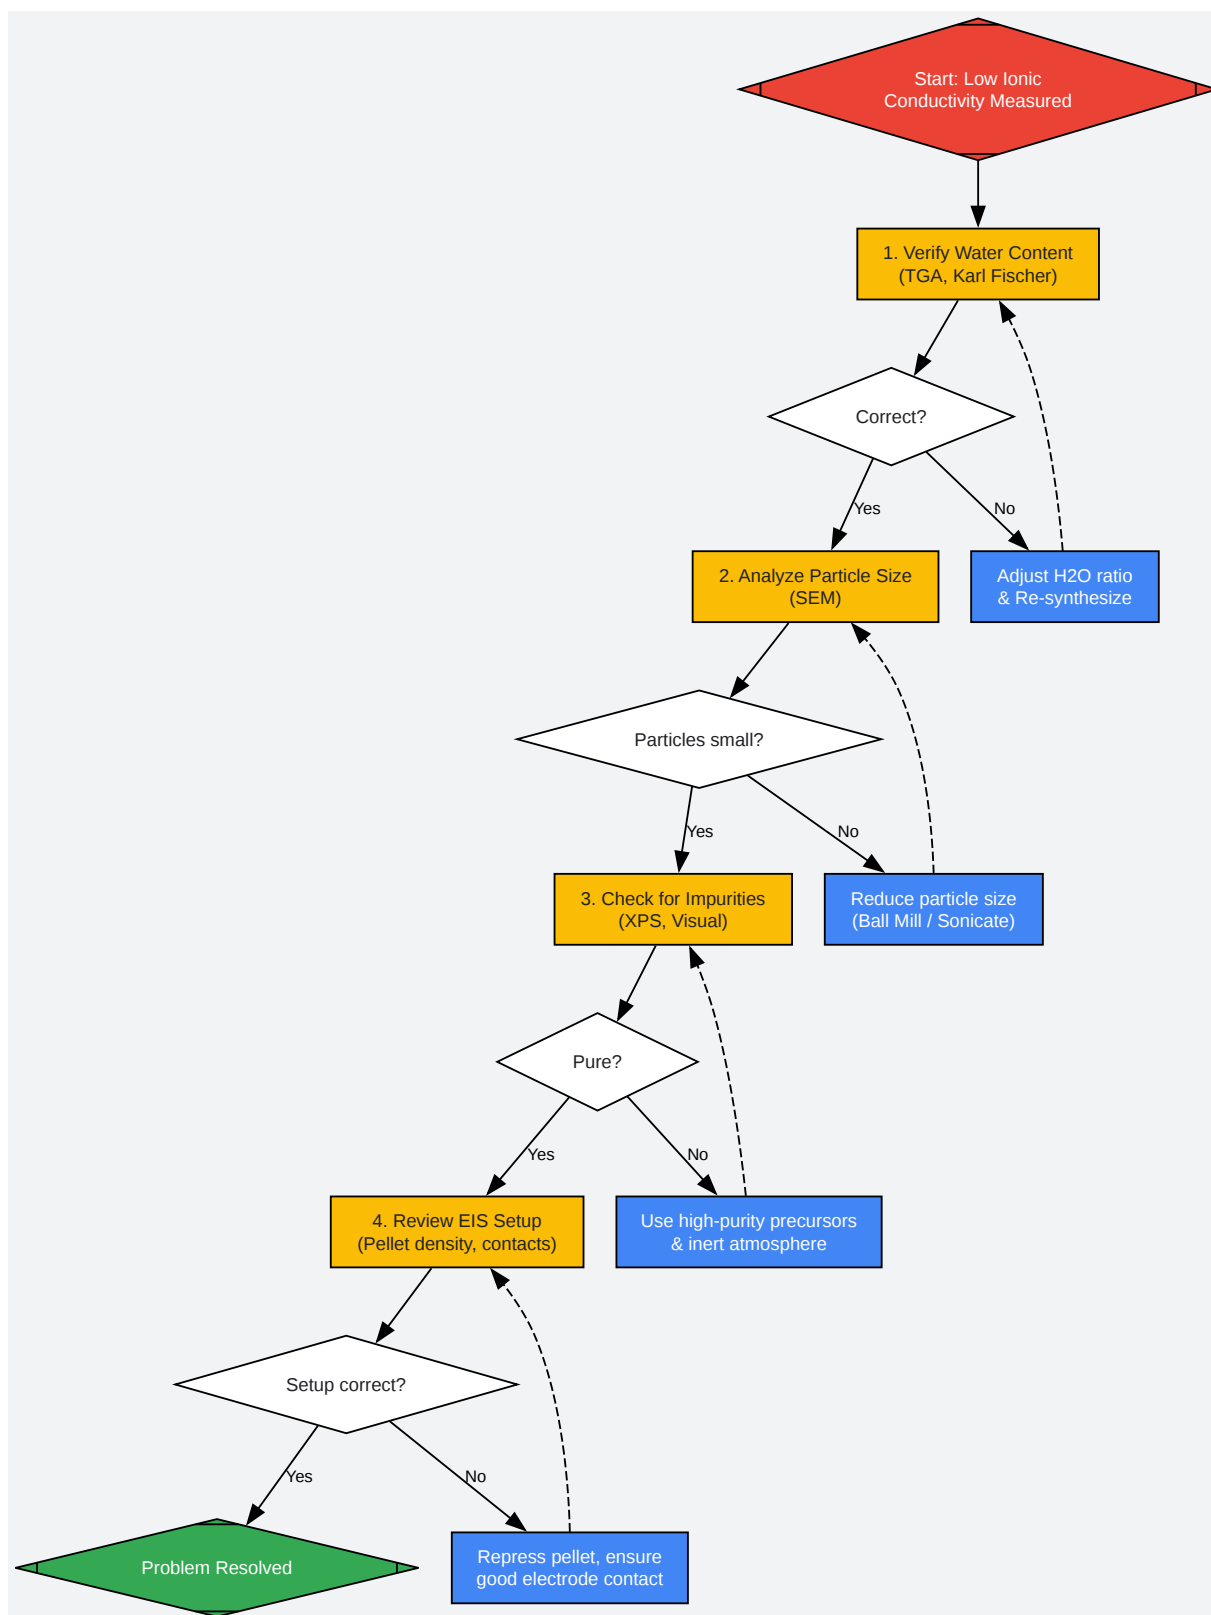 Start: Low Ionic
Conductivity Measured
1. Verify Water Content
(TGA, Karl Fischer)
Correct?
Yes
No
2. Analyze Particle Size
(SEM)
Adjust H2O ratio
& Re-synthesize
Particles small?
Yes
No
3. Check for Impurities
(XPS, Visual)
Reduce particle size
(Ball Mill / Sonicate)
Pure?
Yes
No
4. Review EIS Setup
(Pellet density, contacts)
Use high-purity precursors
& inert atmosphere
Setup correct?
Yes
No
Problem Resolved
Repress pellet, ensure
good electrode contact